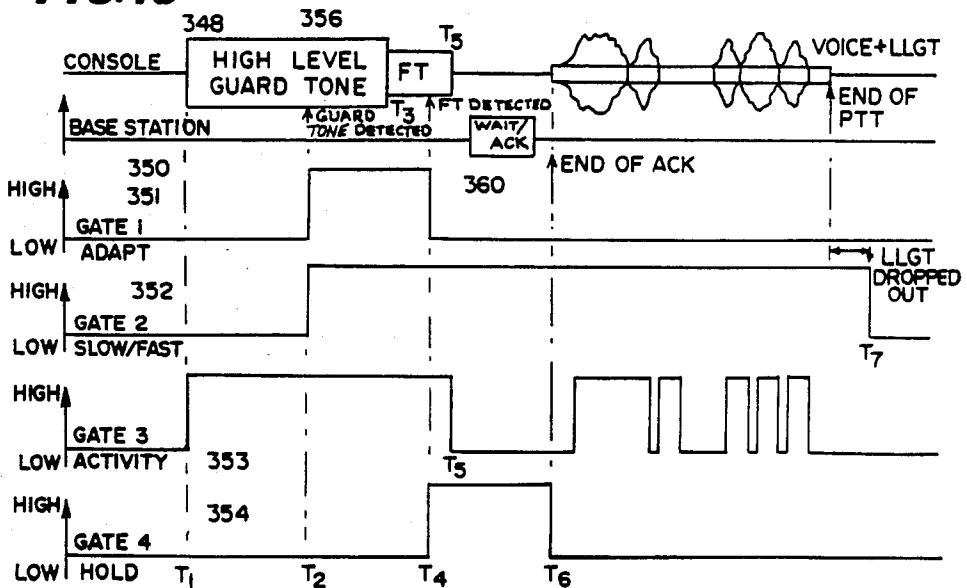 348
356
T5
CONSOLE
HIGH LEVEL
GUARD TONE
FT
VOICE+LLGT
T3
GUARD
TONE DETECTED
FT DETECTED
END OF
PTT
BASE STATION
WAIT/
ACK
END OF ACK
350
351
360
HIGH
LOW
GATE 1
ADAPT
LLGT
DROPPED
OUT
HIGH
352
GATE 2
LOW
SLOW/FAST
T7
HIGH
GATE 3
LOW
ACTIVITY
353
T5
HIGH
354
GATE 4
LOW
HOLD
T1
T2
T4
T6